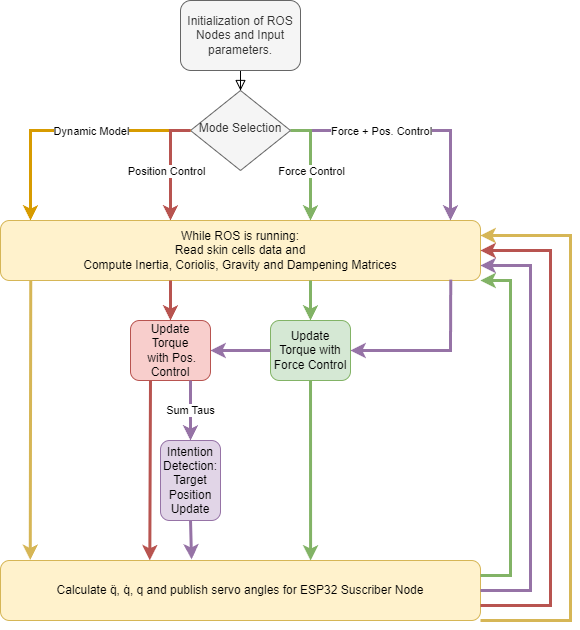 Initialization of ROS
Nodes and Input
parameters.
Mode Selection
Dynamic Model
Force + Pos. Control
Position Control
Force Control
While ROS is running:
Read skin cells data and
Compute Inertia, Coriolis, Gravity and Dampening Matrices
Update
Torque
with Pos.
Control
Update
Torque with
Force Control
Sum Taus
Intention
Detection:
Target
Position
Update
Calculate q̈, q̇, q and publish servo angles for ESP32 Suscriber Node